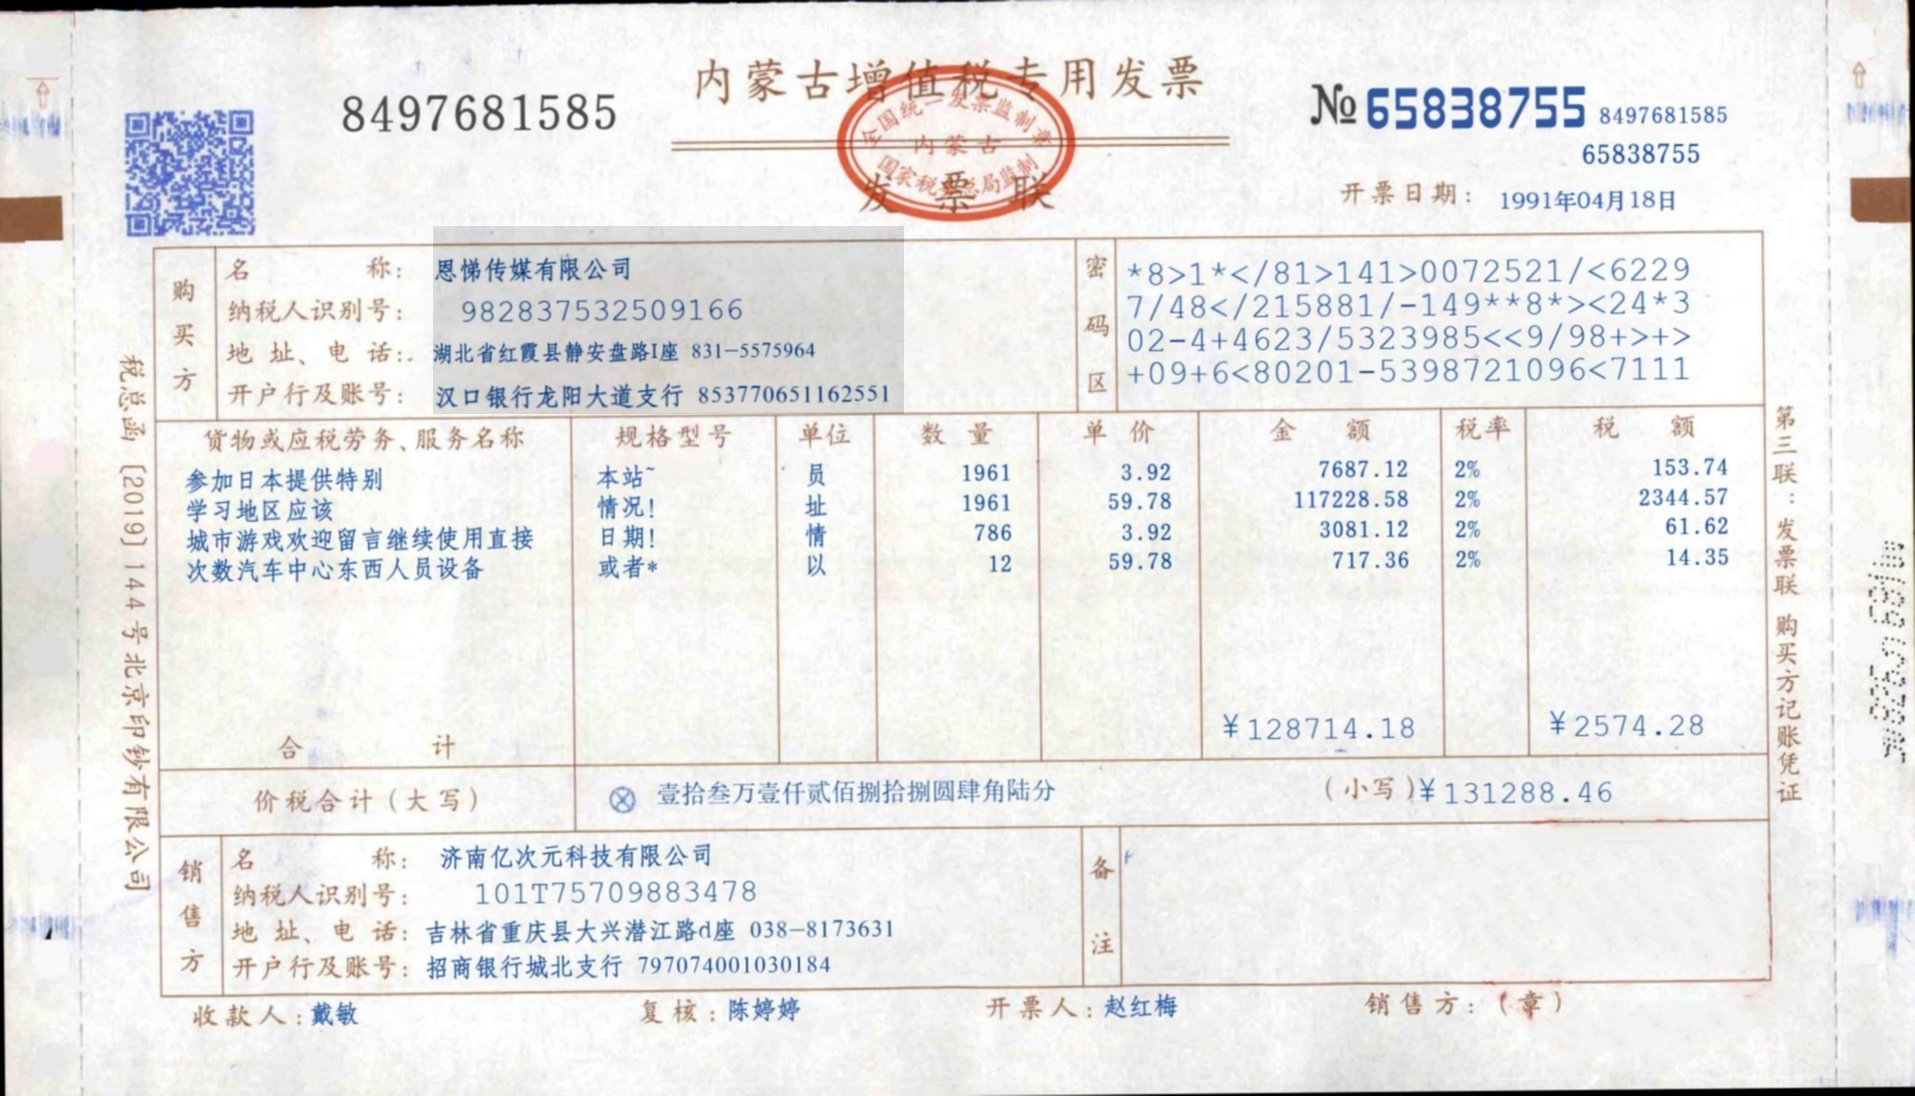 内蒙古增值税专用发票
8497681585
№ 65838755 8497681585
65838755
全国统一发票监制章
内蒙古
国家税务总局监制
发票联
开票日期： 1991年04月18日
购买方
名称： 恩悌传媒有限公司
纳税人识别号： 982837532509166
地址、电话： 湖北省红霞县静安盘路I座 831-5575964
开户行及账号： 汉口银行龙阳大道支行 853770651162551
密码区
*8>1*</81>141>0072521/<6229
7/48</215881/-149**8*><24*3
02-4+4623/5323985<<9/98+>+>
+09+6<80201-5398721096<7111
货物或应税劳务、服务名称 规格型号 单位 数量 单价 金额 税率 税额
参加日本提供特别 本站~ 员 1961 3.92 7687.12 2% 153.74
学习地区应该 情况! 址 1961 59.78 117228.58 2% 2344.57
城市游戏欢迎留言继续使用直接 日期! 情 786 3.92 3081.12 2% 61.62
次数汽车中心东西人员设备 或者* 以 12 59.78 717.36 2% 14.35
合计 ¥128714.18 ¥2574.28
价税合计（大写） ⊗ 壹拾叁万壹仟贰佰捌拾捌圆肆角陆分 （小写）¥131288.46
销售方
名称： 济南亿次元科技有限公司
纳税人识别号： 101T75709883478
地址、电话： 吉林省重庆县大兴潜江路d座 038-8173631
开户行及账号： 招商银行城北支行 797074001030184
备注
收款人：戴敏 复核：陈婷婷 开票人：赵红梅 销售方：（章）
税总函［2019］144号北京印钞有限公司
第三联：发票联 购买方记账凭证